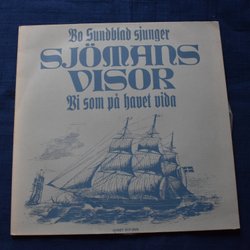 Bo Sundblad sjunger
SJÖMANS
VISOR
Vi som på havet vida